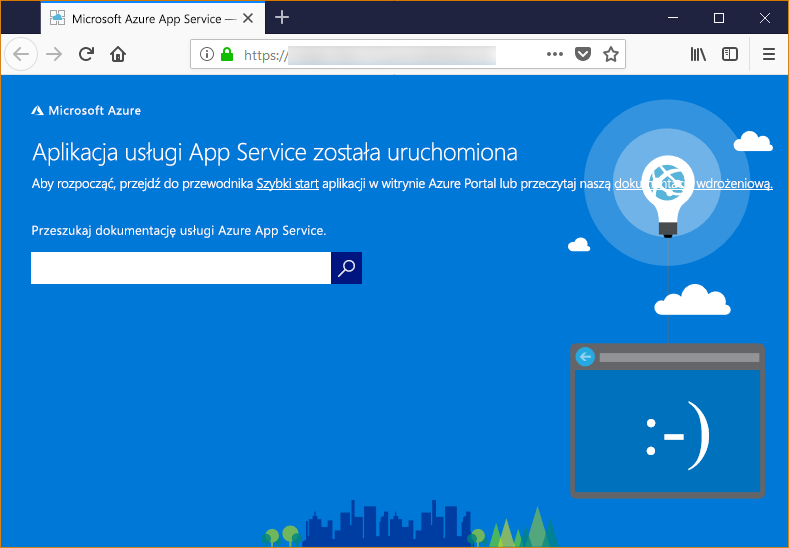 Microsoft Azure App Service —
https://
Microsoft Azure
Aplikacja usługi App Service została uruchomiona
Aby rozpocząć, przejdź do przewodnika Szybki start aplikacji w witrynie Azure Portal lub przeczytaj naszą dokumentację wdrożeniową.
Przeszukaj dokumentację usługi Azure App Service.
:-)